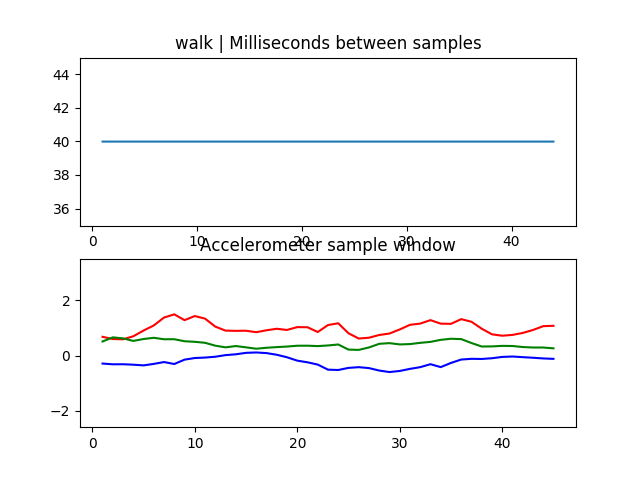 walk | Milliseconds between samples
44
42
40
38
36
0 10 20 30 40
Accelerometer sample window
2
0
−2
0 10 20 30 40